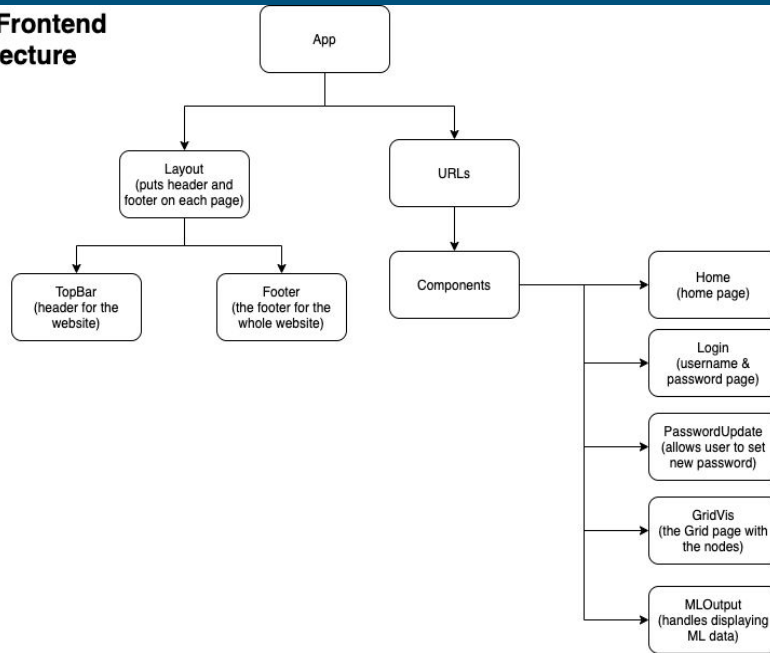 Frontend
ecture
App
Layout
(puts header and
footer on each page)
URLs
TopBar
(header for the
website)
Footer
(the footer for the
whole website)
Components
Home
(home page)
Login
(username &
password page)
PasswordUpdate
(allows user to set
new password)
GridVis
(the Grid page with
the nodes)
MLOutput
(handles displaying
ML data)